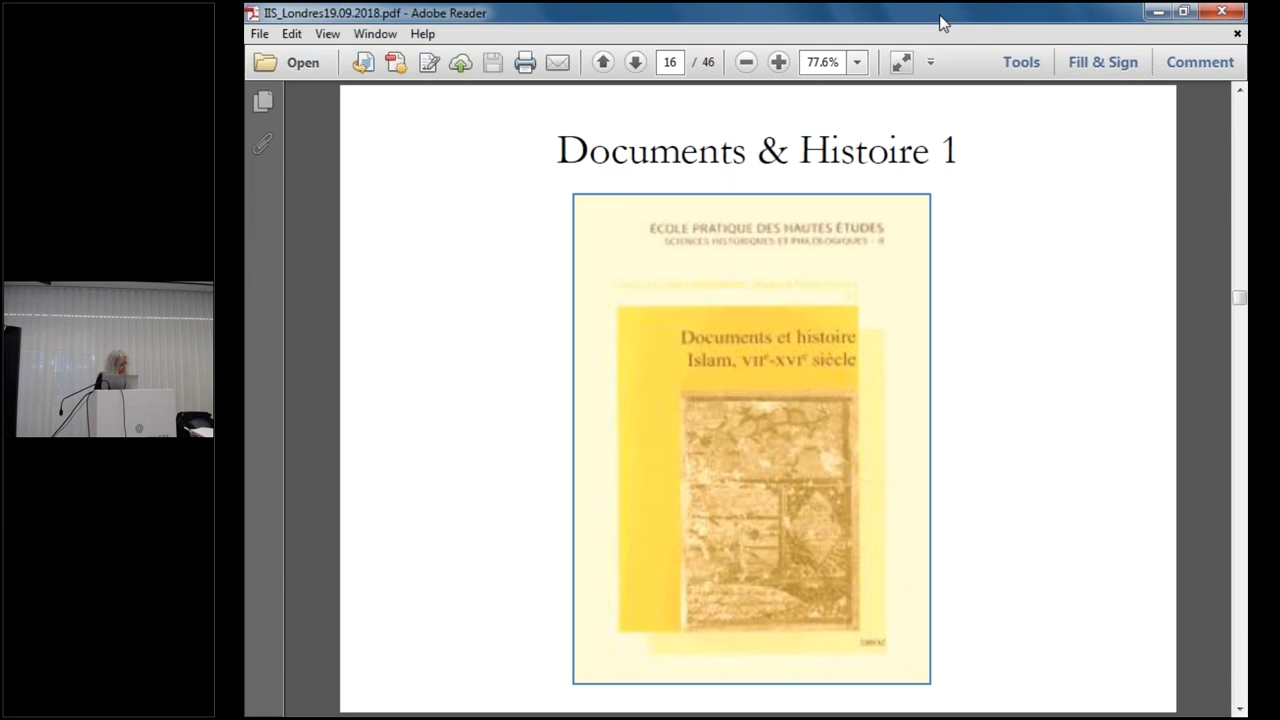 IIS_Londres19.09.2018.pdf - Adobe Reader
File Edit View Window Help
Open 16 / 46 77.6% Tools Fill & Sign Comment
Documents & Histoire 1
ÉCOLE PRATIQUE DES HAUTES ÉTUDES
SCIENCES HISTORIQUES ET PHILOLOGIQUES - II
Documents et histoire
Islam, VIIe-XVIe siècle
DROZ